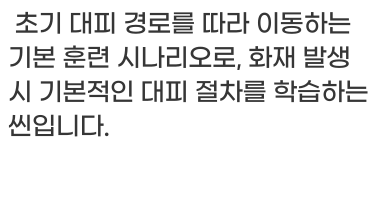 초기 대피 경로를 따라 이동하는
기본 훈련 시나리오로, 화재 발생
시 기본적인 대피 절차를 학습하는
씬입니다.